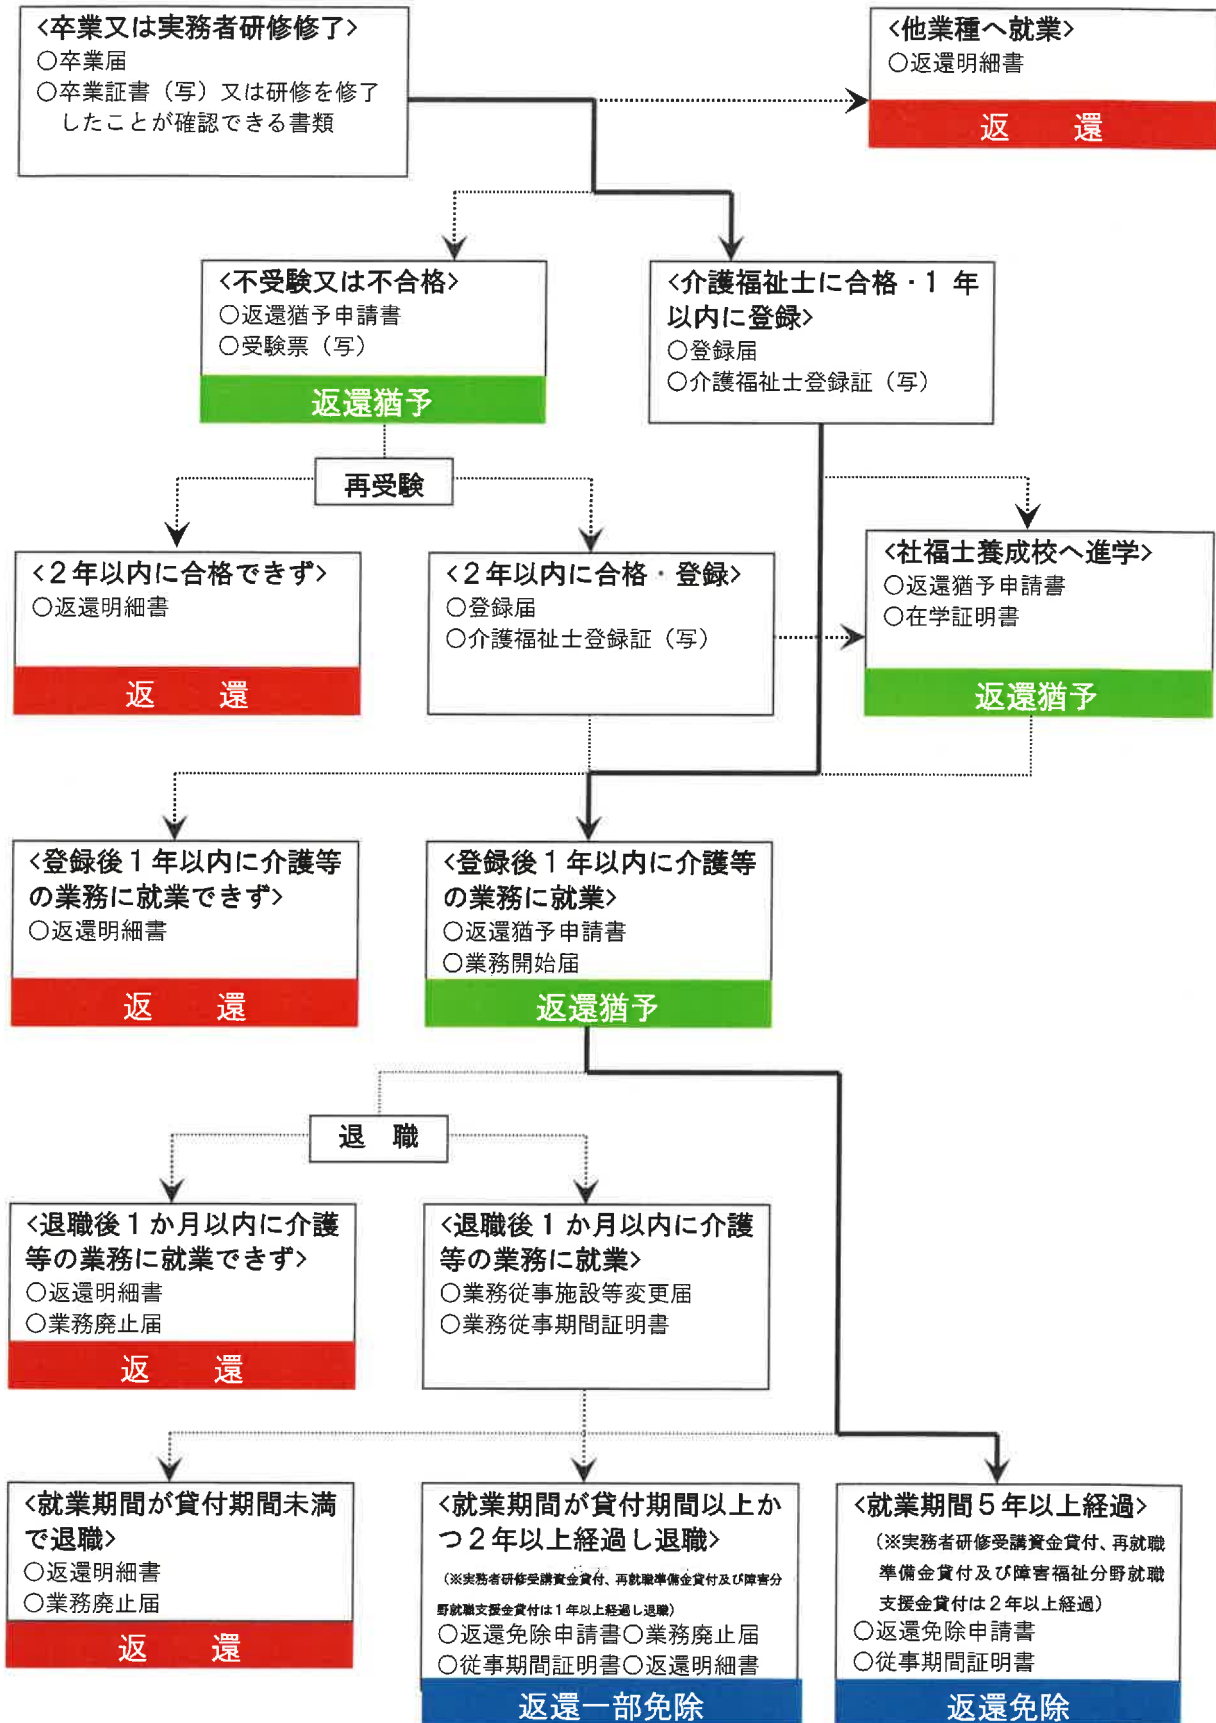 <卒業又は実務者研修修了>
○卒業届
○卒業証書（写）又は研修を修了
したことが確認できる書類
<他業種へ就業>
○返還明細書
返　還
<不受験又は不合格>
○返還猶予申請書
○受験票（写）
返還猶予
<介護福祉士に合格・1 年
以内に登録>
○登録届
○介護福祉士登録証（写）
再受験
<２年以内に合格できず>
○返還明細書
返　還
<２年以内に合格・登録>
○登録届
○介護福祉士登録証（写）
<社福士養成校へ進学>
○返還猶予申請書
○在学証明書
返還猶予
<登録後１年以内に介護等
の業務に就業できず>
○返還明細書
返　還
<登録後１年以内に介護等
の業務に就業>
○返還猶予申請書
○業務開始届
返還猶予
退　職
<退職後１か月以内に介護
等の業務に就業できず>
○返還明細書
○業務廃止届
返　還
<退職後１か月以内に介護
等の業務に就業>
○業務従事施設等変更届
○業務従事期間証明書
<就業期間が貸付期間未満
で退職>
○返還明細書
○業務廃止届
返　還
<就業期間が貸付期間以上か
つ２年以上経過し退職>
（※実務者研修受講資金貸付、再就職準備金貸付及び障害分
野就職支援金貸付は１年以上経過し退職）
○返還免除申請書○業務廃止届
○従事期間証明書○返還明細書
返還一部免除
<就業期間５年以上経過>
（※実務者研修受講資金貸付、再就職
準備金貸付及び障害福祉分野就職
支援金貸付は２年以上経過）
○返還免除申請書
○従事期間証明書
返還免除